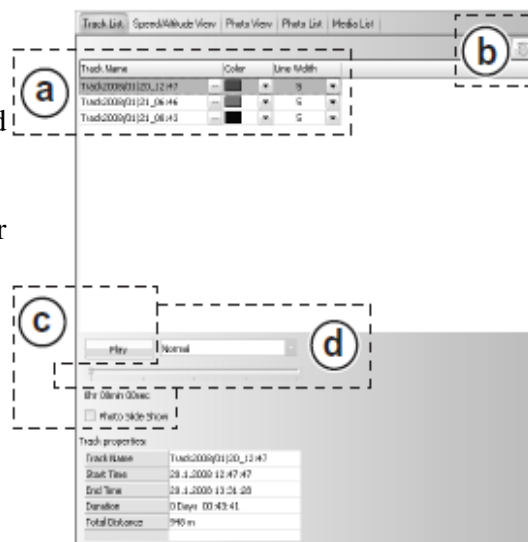 Track List Speed/Altitude View Photo View Photo List Media List
b
Track Name Color Line Width
a
Track2008/01|20_12:47 ... 5
Track2008/01|21_06:46 ... 5
d
Track2008/01|21_08:43 ... 5
r
c
d
Play Normal
0hr 00min 00sec
Photo Slide Show
Track properties:
Track Name Track2008/01|20_12:47
Start Time 20.1.2008 12:47:47
End Time 20.1.2008 13:31:28
Duration 0 Days 00:43:41
Total Distance 948 m